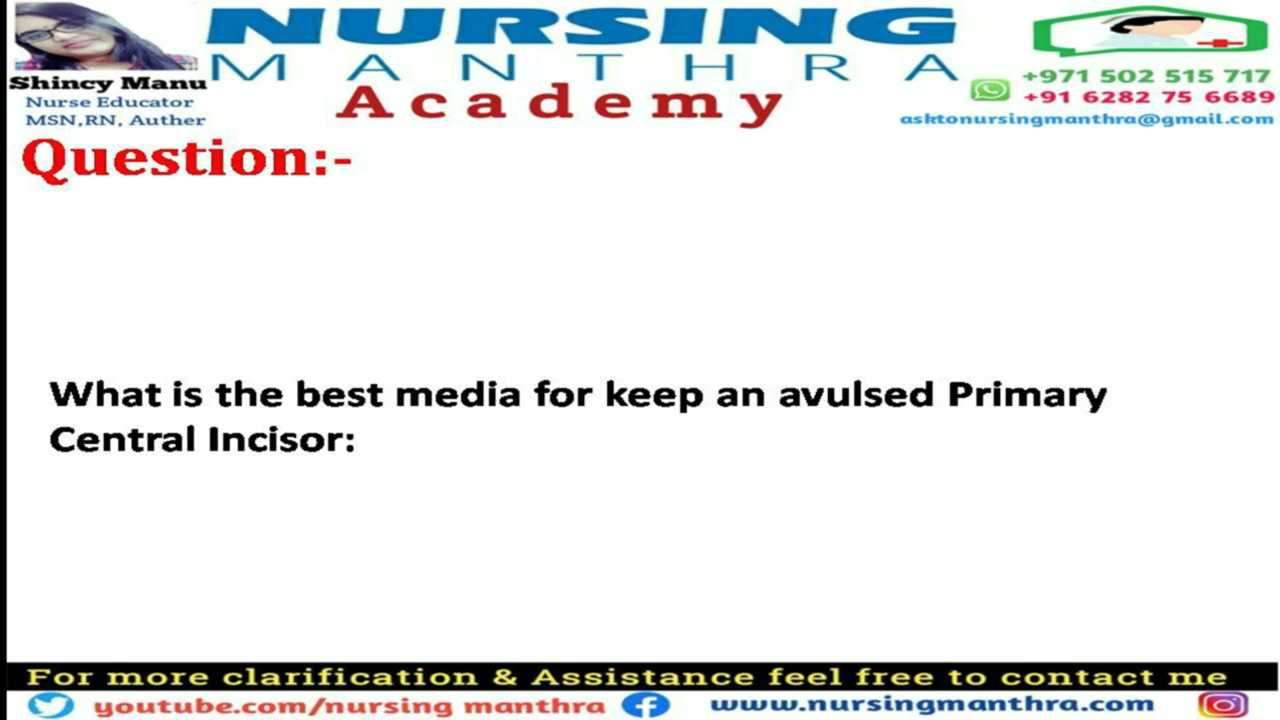 NURSING
MANTHRA
Academy
Shincy Manu
Nurse Educator
MSN,RN, Auther
+971 502 515 717
+91 6282 75 6689
asktonursingmanthra@gmail.com
Question:-
What is the best media for keep an avulsed Primary
Central Incisor:
For more clarification & Assistance feel free to contact me
youtube.com/nursing manthra
www.nursingmanthra.com